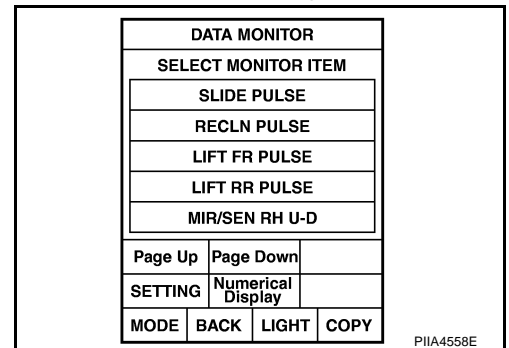 DATA MONITOR
SELECT MONITOR ITEM
SLIDE PULSE
RECLN PULSE
LIFT FR PULSE
LIFT RR PULSE
MIR/SEN RH U-D
Page Up Page Down
SETTING Numerical Display
MODE BACK LIGHT COPY
PIIA4558E